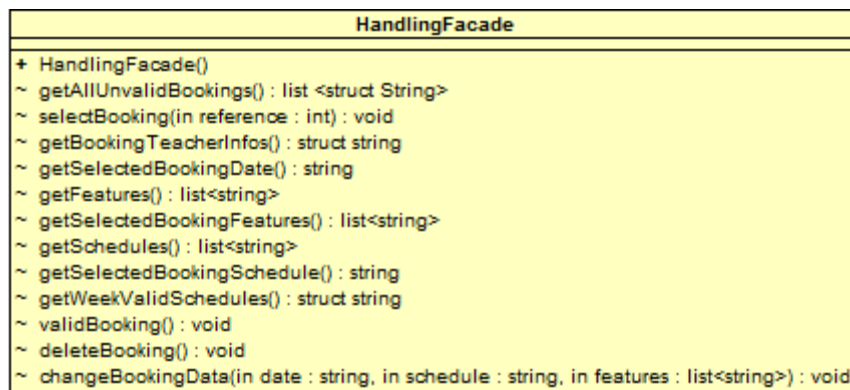 HandlingFacade
+ HandlingFacade()
~ getAllUnvalidBookings() : list <struct String>
~ selectBooking(in reference : int) : void
~ getBookingTeacherInfos() : struct string
~ getSelectedBookingDate() : string
~ getFeatures() : list<string>
~ getSelectedBookingFeatures() : list<string>
~ getSchedules() : list<string>
~ getSelectedBookingSchedule() : string
~ getWeekValidSchedules() : struct string
~ validBooking() : void
~ deleteBooking() : void
~ changeBookingData(in date : string, in schedule : string, in features : list<string>) : void